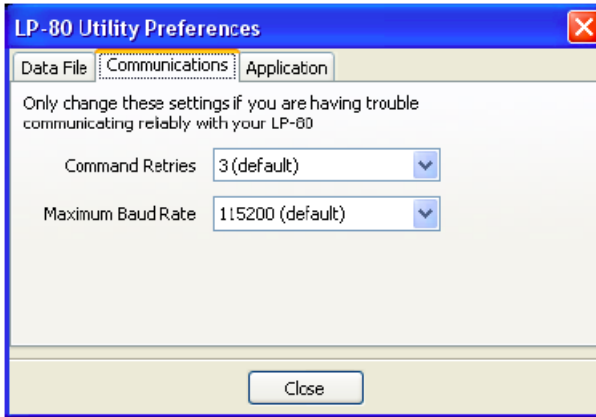 LP-80 Utility Preferences
Data File Communications Application
Only change these settings if you are having trouble
communicating reliably with your LP-80
Command Retries 3 (default)
Maximum Baud Rate 115200 (default)
Close